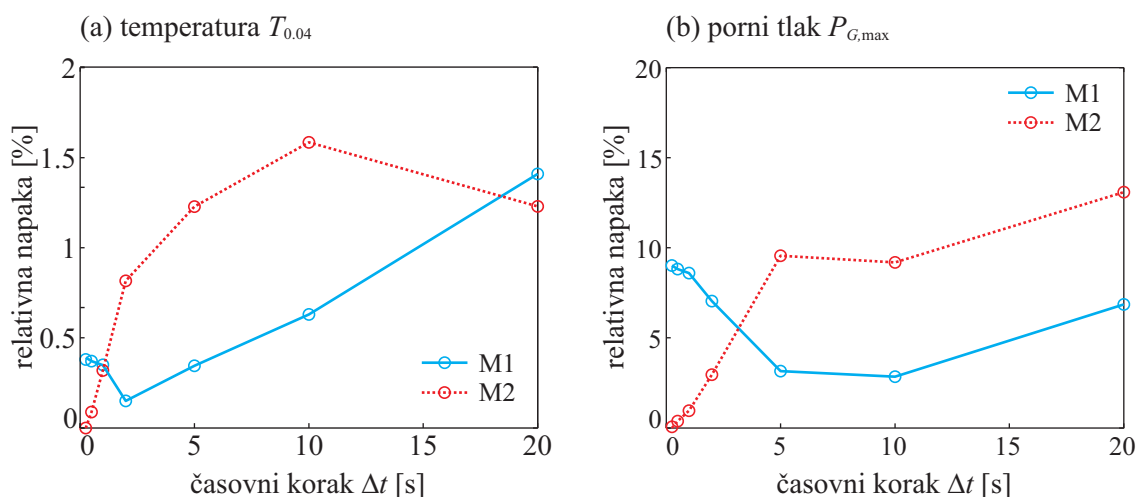 (a) temperatura T0.04
relativna napaka [%]
2
1.5
1
0.5
0
0 5 10 15 20
M1
M2
časovni korak Δt [s]
(b) porni tlak PG,max
relativna napaka [%]
20
15
10
5
0
0 5 10 15 20
M1
M2
časovni korak Δt [s]